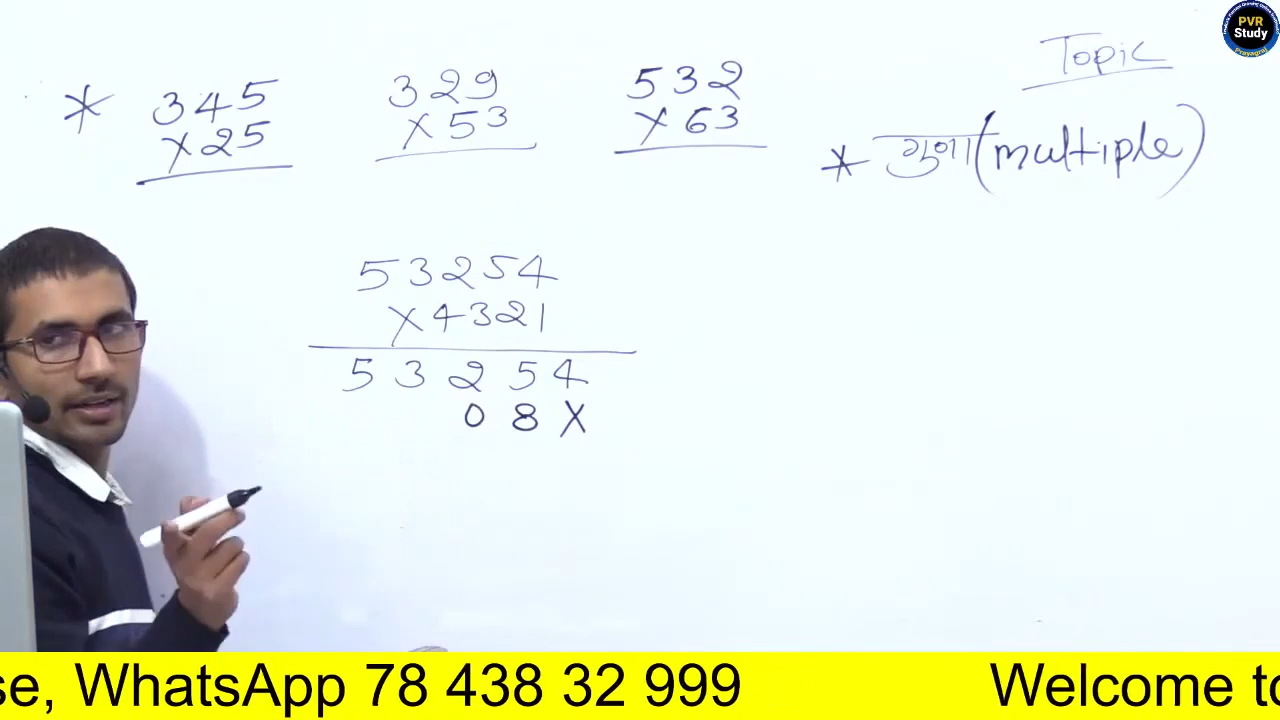 PVR
Study
Prayagraj
Topic
* गुणा (multiple)
* 345
×25
329
×53
532
×63
53254
×4321
53254
08X
se, WhatsApp 78 438 32 999 Welcome to